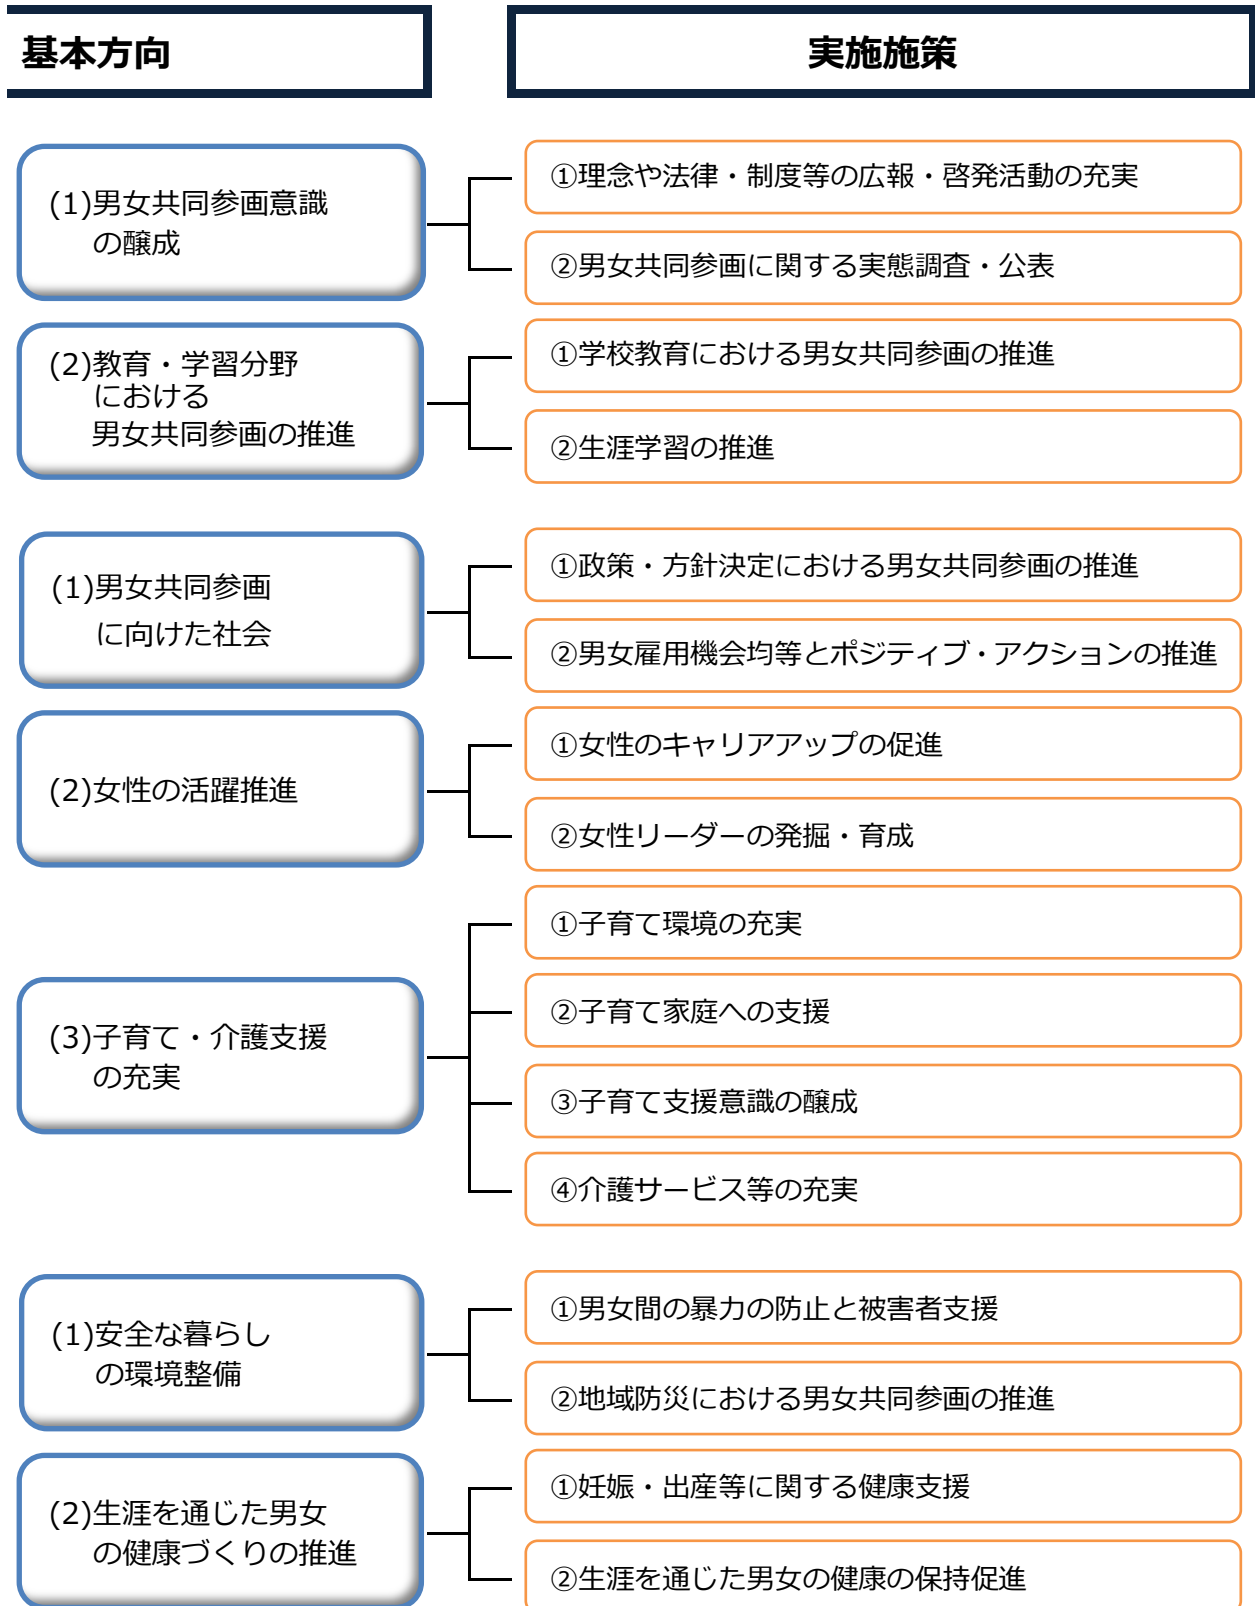 基本方向
実施施策
(1)男女共同参画意識
の醸成
①理念や法律・制度等の広報・啓発活動の充実
②男女共同参画に関する実態調査・公表
(2)教育・学習分野
における
男女共同参画の推進
①学校教育における男女共同参画の推進
②生涯学習の推進
(1)男女共同参画
に向けた社会
①政策・方針決定における男女共同参画の推進
②男女雇用機会均等とポジティブ・アクションの推進
(2)女性の活躍推進
①女性のキャリアアップの促進
②女性リーダーの発掘・育成
(3)子育て・介護支援
の充実
①子育て環境の充実
②子育て家庭への支援
③子育て支援意識の醸成
④介護サービス等の充実
(1)安全な暮らし
の環境整備
①男女間の暴力の防止と被害者支援
②地域防災における男女共同参画の推進
(2)生涯を通じた男女
の健康づくりの推進
①妊娠・出産等に関する健康支援
②生涯を通じた男女の健康の保持促進